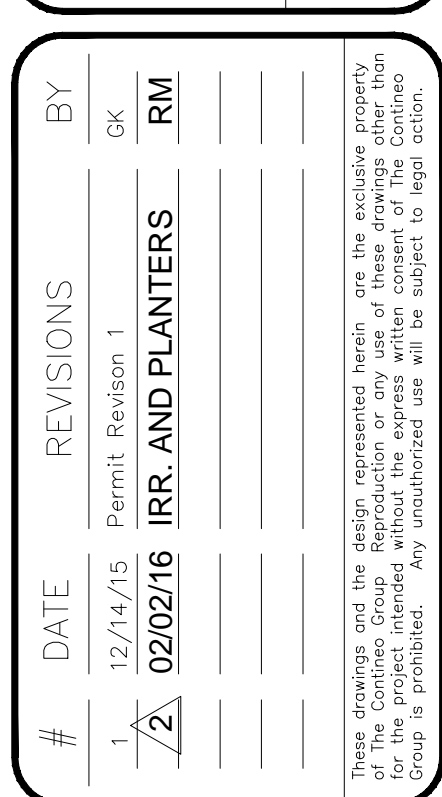 # DATE REVISIONS BY
1 12/14/15 Permit Revison 1 GK
2 02/02/16 IRR. AND PLANTERS RM
These drawings and the design represented herein are the exclusive property
of The Contineo Group Reproduction or any use of these drawings other than
for the project intended without the express written consent of The Contineo
Group is prohibited. Any unauthorized use will be subject to legal action.